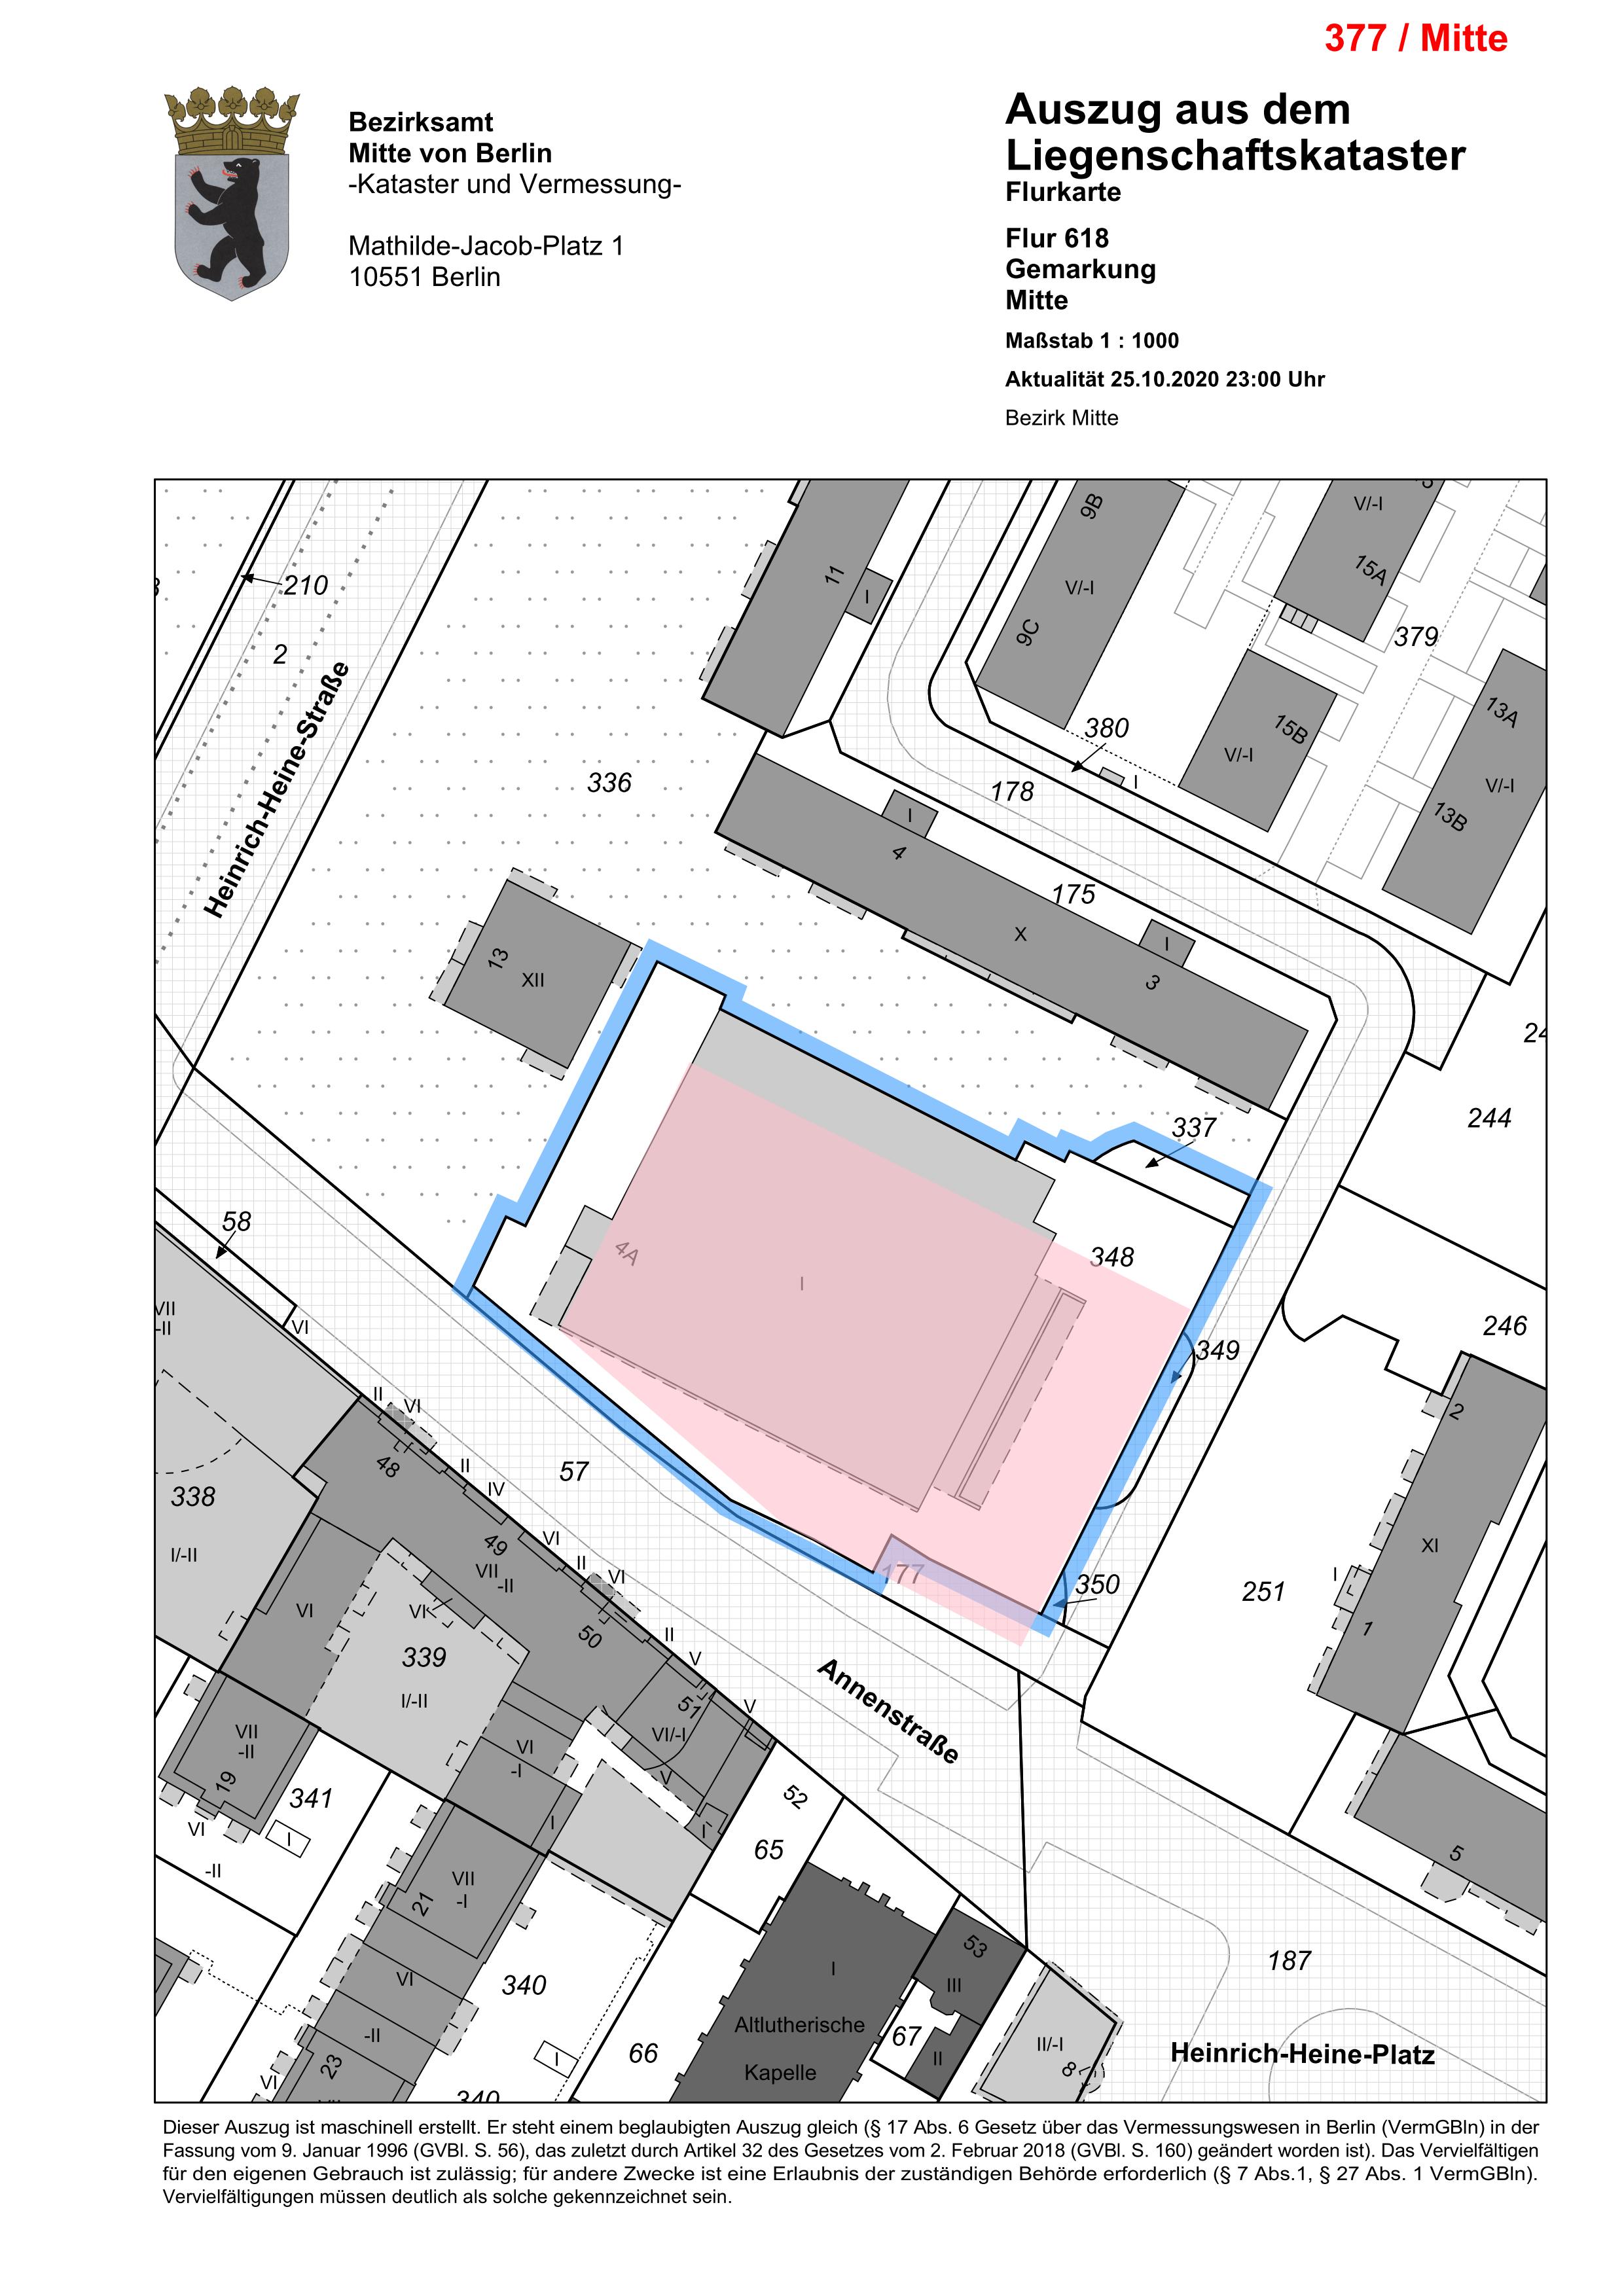 377 / Mitte
Bezirksamt
Mitte von Berlin
-Kataster und Vermessung-
Mathilde-Jacob-Platz 1
10551 Berlin
Auszug aus dem
Liegenschaftskataster
Flurkarte
Flur 618
Gemarkung
Mitte
Maßstab 1 : 1000
Aktualität 25.10.2020 23:00 Uhr
Bezirk Mitte
9B
V/-I
15A
11
I
V/-I
9C
210
2
379
Heinrich-Heine-Straße
13A
380
15B
V/-I
I
V/-I
13B
336
178
I
4
175
X
I
3
13
XII
24
244
337
58
4A
I
348
VII
-II
VI
246
349
II
VI
2
48
II
IV
57
338
49
VI
II
VI
XI
I/-II
VII
-II
177
350
251
I
1
VI
VI
50
II
339
V
I/-II
51
V
Annenstraße
VII
-II
VI/-I
VI
-I
V
19
341
52
I
I
VI
I
65
5
-II
VII
-I
21
53
187
I
VI
340
III
Altlutherische
-II
67
II/-I
Heinrich-Heine-Platz
66
II
23
I
8
Kapelle
VI
340
Dieser Auszug ist maschinell erstellt. Er steht einem beglaubigten Auszug gleich (§ 17 Abs. 6 Gesetz über das Vermessungswesen in Berlin (VermGBln) in der
Fassung vom 9. Januar 1996 (GVBl. S. 56), das zuletzt durch Artikel 32 des Gesetzes vom 2. Februar 2018 (GVBl. S. 160) geändert worden ist). Das Vervielfältigen
für den eigenen Gebrauch ist zulässig; für andere Zwecke ist eine Erlaubnis der zuständigen Behörde erforderlich (§ 7 Abs.1, § 27 Abs. 1 VermGBln).
Vervielfältigungen müssen deutlich als solche gekennzeichnet sein.